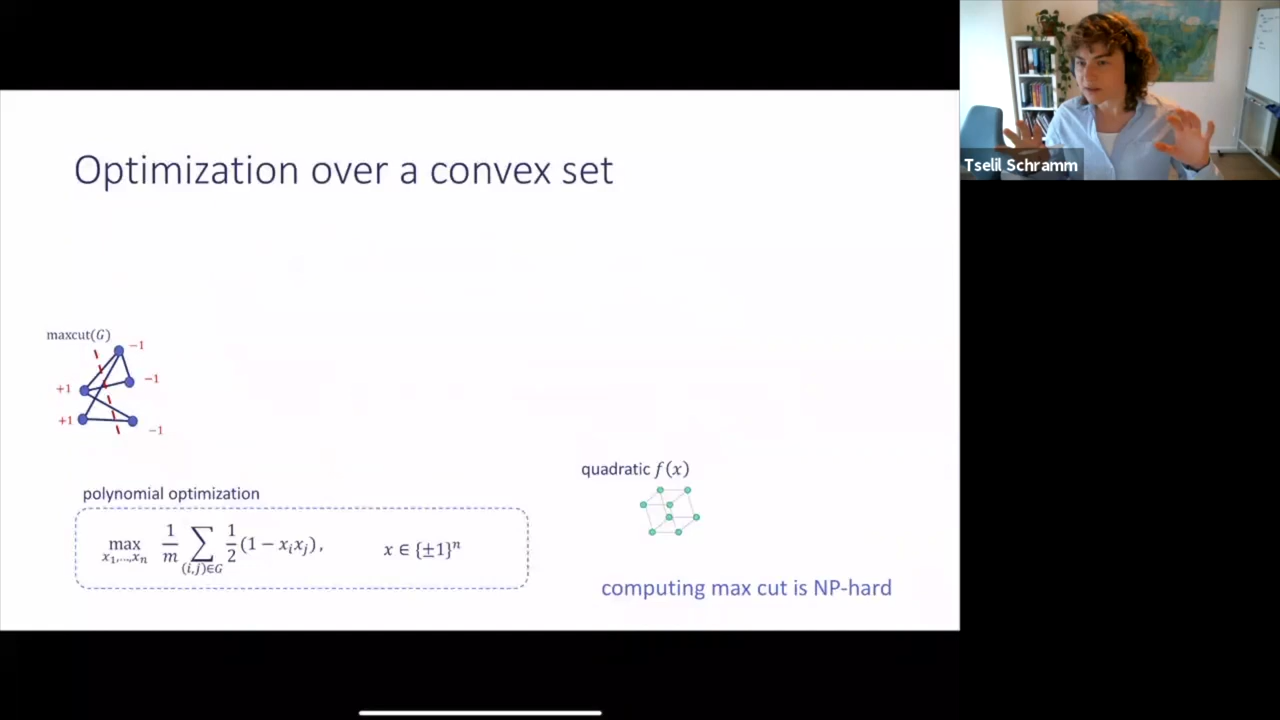 Tselil Schramm
Optimization over a convex set
maxcut(G)
−1
+1
−1
+1
−1
quadratic f(x)
polynomial optimization
max x₁,…,xₙ 1/m ∑ (i,j)∈G 1/2 (1 − xᵢxⱼ), x ∈ {±1}ⁿ
computing max cut is NP-hard